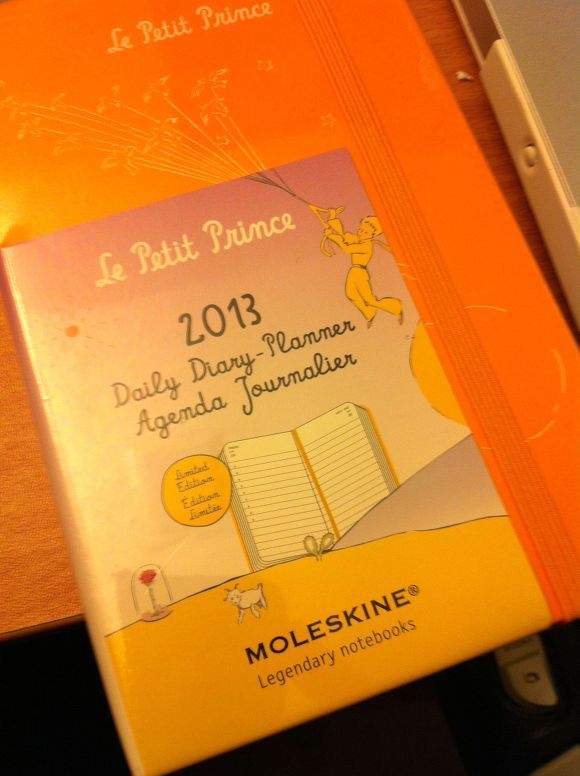 Le Petit Prince
Le Petit Prince
2013
Daily Diary-Planner
Agenda Journalier
Limited
Edition
Édition
Limitée
MOLESKINE®
Legendary notebooks